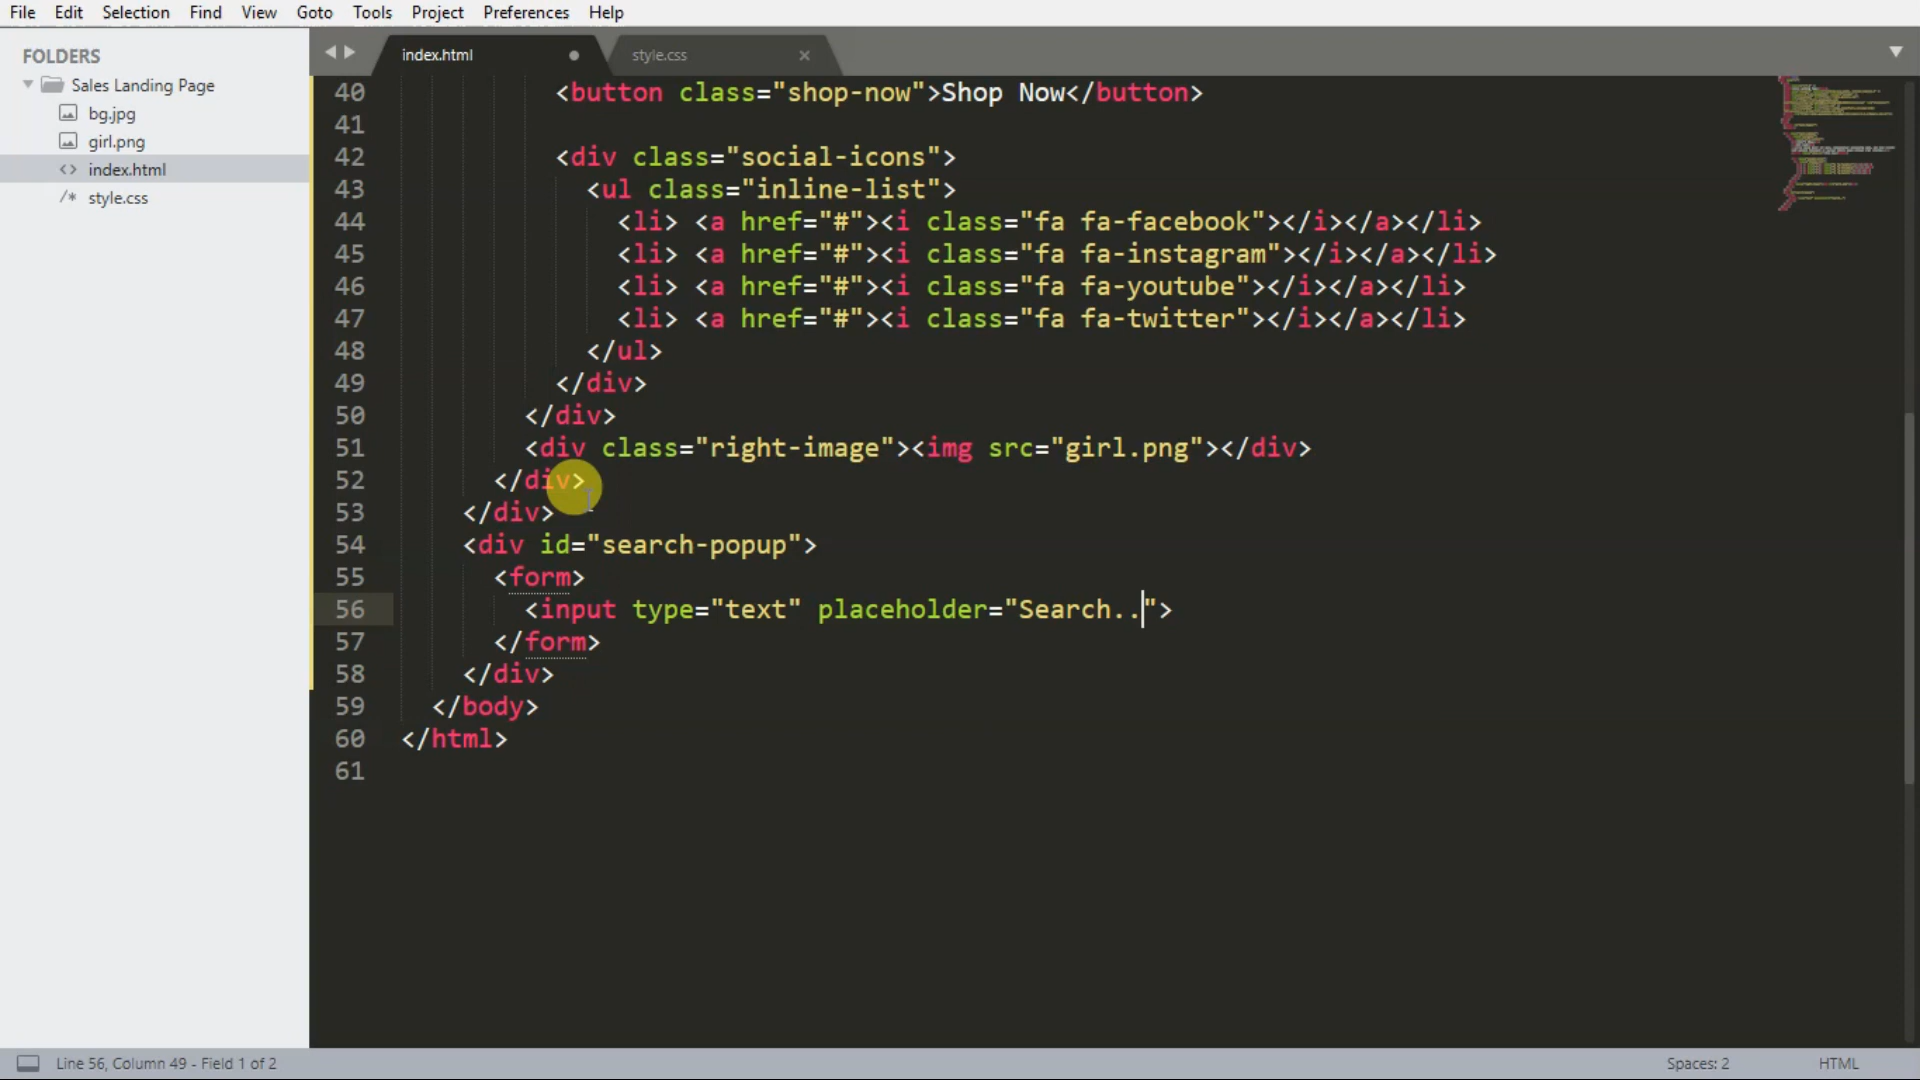 File Edit Selection Find View Goto Tools Project Preferences Help
FOLDERS
Sales Landing Page
bg.jpg
girl.png
<> index.html
/* style.css
index.html
style.css
40 <button class="shop-now">Shop Now</button>
41
42 <div class="social-icons">
43 <ul class="inline-list">
44 <li> <a href="#"><i class="fa fa-facebook"></i></a></li>
45 <li> <a href="#"><i class="fa fa-instagram"></i></a></li>
46 <li> <a href="#"><i class="fa fa-youtube"></i></a></li>
47 <li> <a href="#"><i class="fa fa-twitter"></i></a></li>
48 </ul>
49 </div>
50 </div>
51 <div class="right-image"><img src="girl.png"></div>
52 </div>
53 </div>
54 <div id="search-popup">
55 <form>
56 <input type="text" placeholder="Search..">
57 </form>
58 </div>
59 </body>
60 </html>
61
Line 56, Column 49 - Field 1 of 2
Spaces: 2
HTML